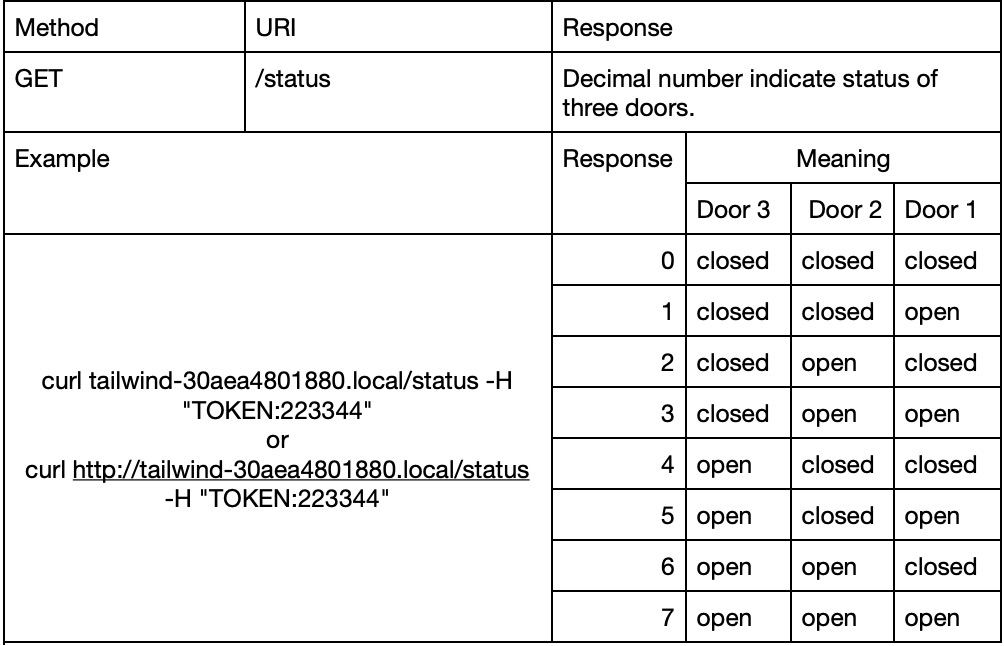 Method URI Response
GET /status Decimal number indicate status of
three doors.
Example Response Meaning
Door 3 Door 2 Door 1
0 closed closed closed
1 closed closed open
2 closed open closed
3 closed open open
4 open closed closed
5 open closed open
6 open open closed
7 open open open
curl tailwind-30aea4801880.local/status -H
"TOKEN:223344"
or
curl http://tailwind-30aea4801880.local/status
-H "TOKEN:223344"